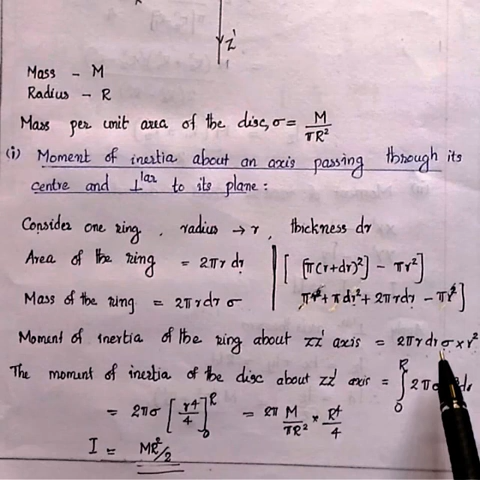 Z'
Mass - M
Radius - R
Mass per unit area of the disc, σ = M/πR²
(i) Moment of inertia about an axis passing through its
centre and ⊥lar to its plane :
Consider one ring, radius → r, thickness dr
Area of the ring = 2πr dr | [ [π(r+dr)²] - πr²]
Mass of the ring = 2πr dr σ | πr² + πdr² + 2πrdr - πr²]
Moment of inertia of the ring about ZZ' axis = 2πr dr σ × r²
The moment of inertia of the disc about ZZ' axis = ∫₀ᴿ 2πσ dr
= 2πσ [r⁴/4]₀ᴿ = 2π M/πR² × R⁴/4
I = MR²/2